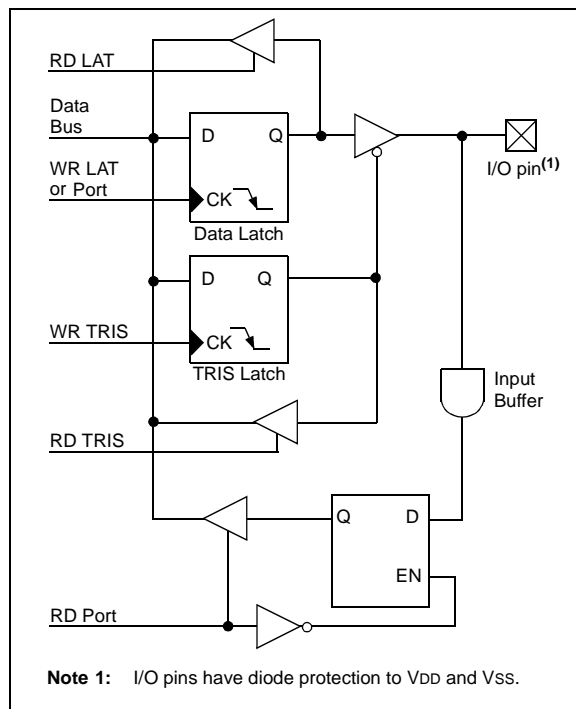 RD LAT
Data
Bus
D Q
WR LAT
or Port
CK
Data Latch
I/O pin(1)
D Q
WR TRIS
CK
TRIS Latch
Input
Buffer
RD TRIS
Q D
EN
RD Port
Note 1: I/O pins have diode protection to VDD and VSS.